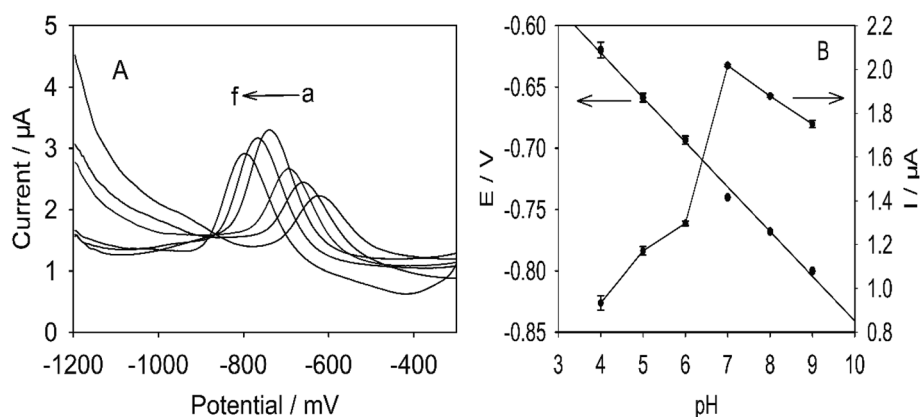 5
4
3
2
1
0
Current / µA
A
f
a
-1200
-1000
-800
-600
-400
Potential / mV
-0.60
-0.65
-0.70
-0.75
-0.80
-0.85
E / V
B
2.2
2.0
1.8
1.6
1.4
1.2
1.0
0.8
I / µA
3 4 5 6 7 8 9 10
pH